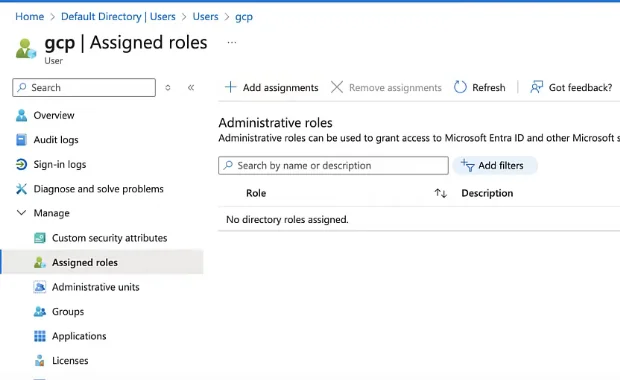 Home > Default Directory | Users > Users > gcp
gcp | Assigned roles ...
User
Search
Add assignments Remove assignments Refresh Got feedback?
Overview
Audit logs
Sign-in logs
Diagnose and solve problems
Manage
Custom security attributes
Assigned roles
Administrative units
Groups
Applications
Licenses
Administrative roles
Administrative roles can be used to grant access to Microsoft Entra ID and other Microsoft s
Search by name or description Add filters
Role Description
No directory roles assigned.